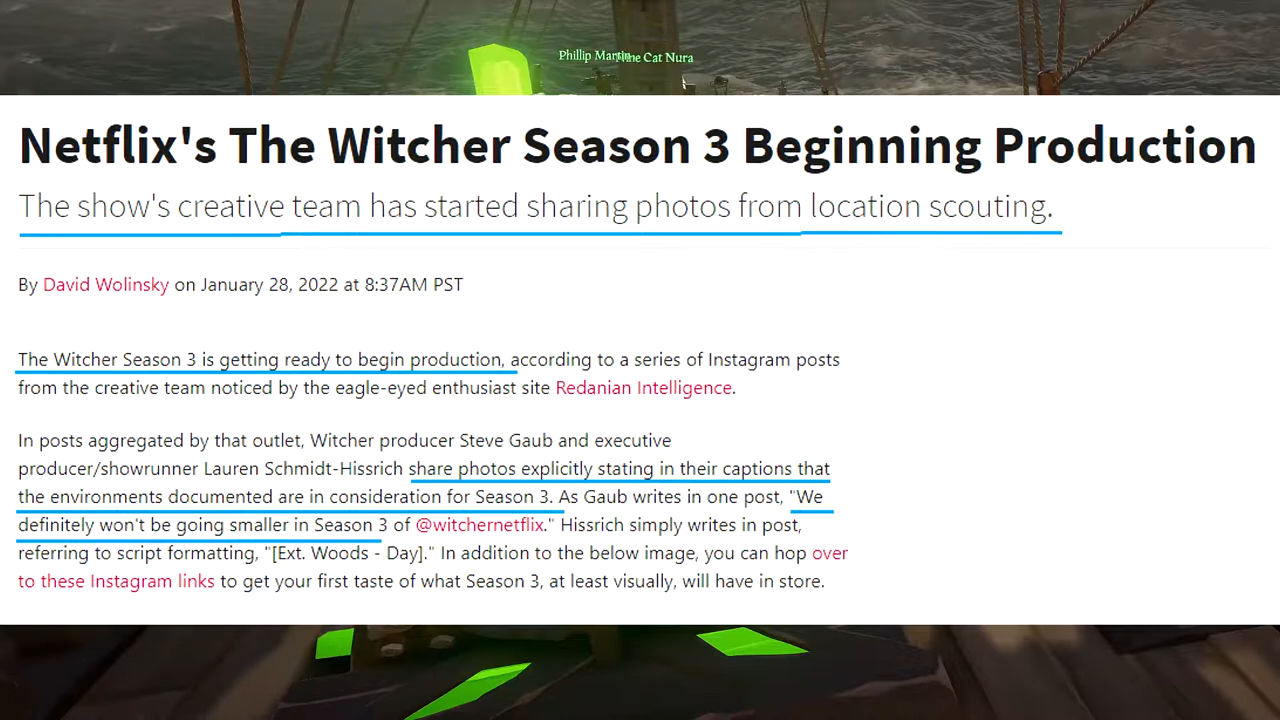 Phillip Martin
Cat Nura
Netflix's The Witcher Season 3 Beginning Production
The show's creative team has started sharing photos from location scouting.
By David Wolinsky on January 28, 2022 at 8:37AM PST
The Witcher Season 3 is getting ready to begin production, according to a series of Instagram posts
from the creative team noticed by the eagle-eyed enthusiast site Redanian Intelligence.
In posts aggregated by that outlet, Witcher producer Steve Gaub and executive
producer/showrunner Lauren Schmidt-Hissrich share photos explicitly stating in their captions that
the environments documented are in consideration for Season 3. As Gaub writes in one post, "We
definitely won't be going smaller in Season 3 of @witchernetflix." Hissrich simply writes in post,
referring to script formatting, "[Ext. Woods - Day]." In addition to the below image, you can hop over
to these Instagram links to get your first taste of what Season 3, at least visually, will have in store.